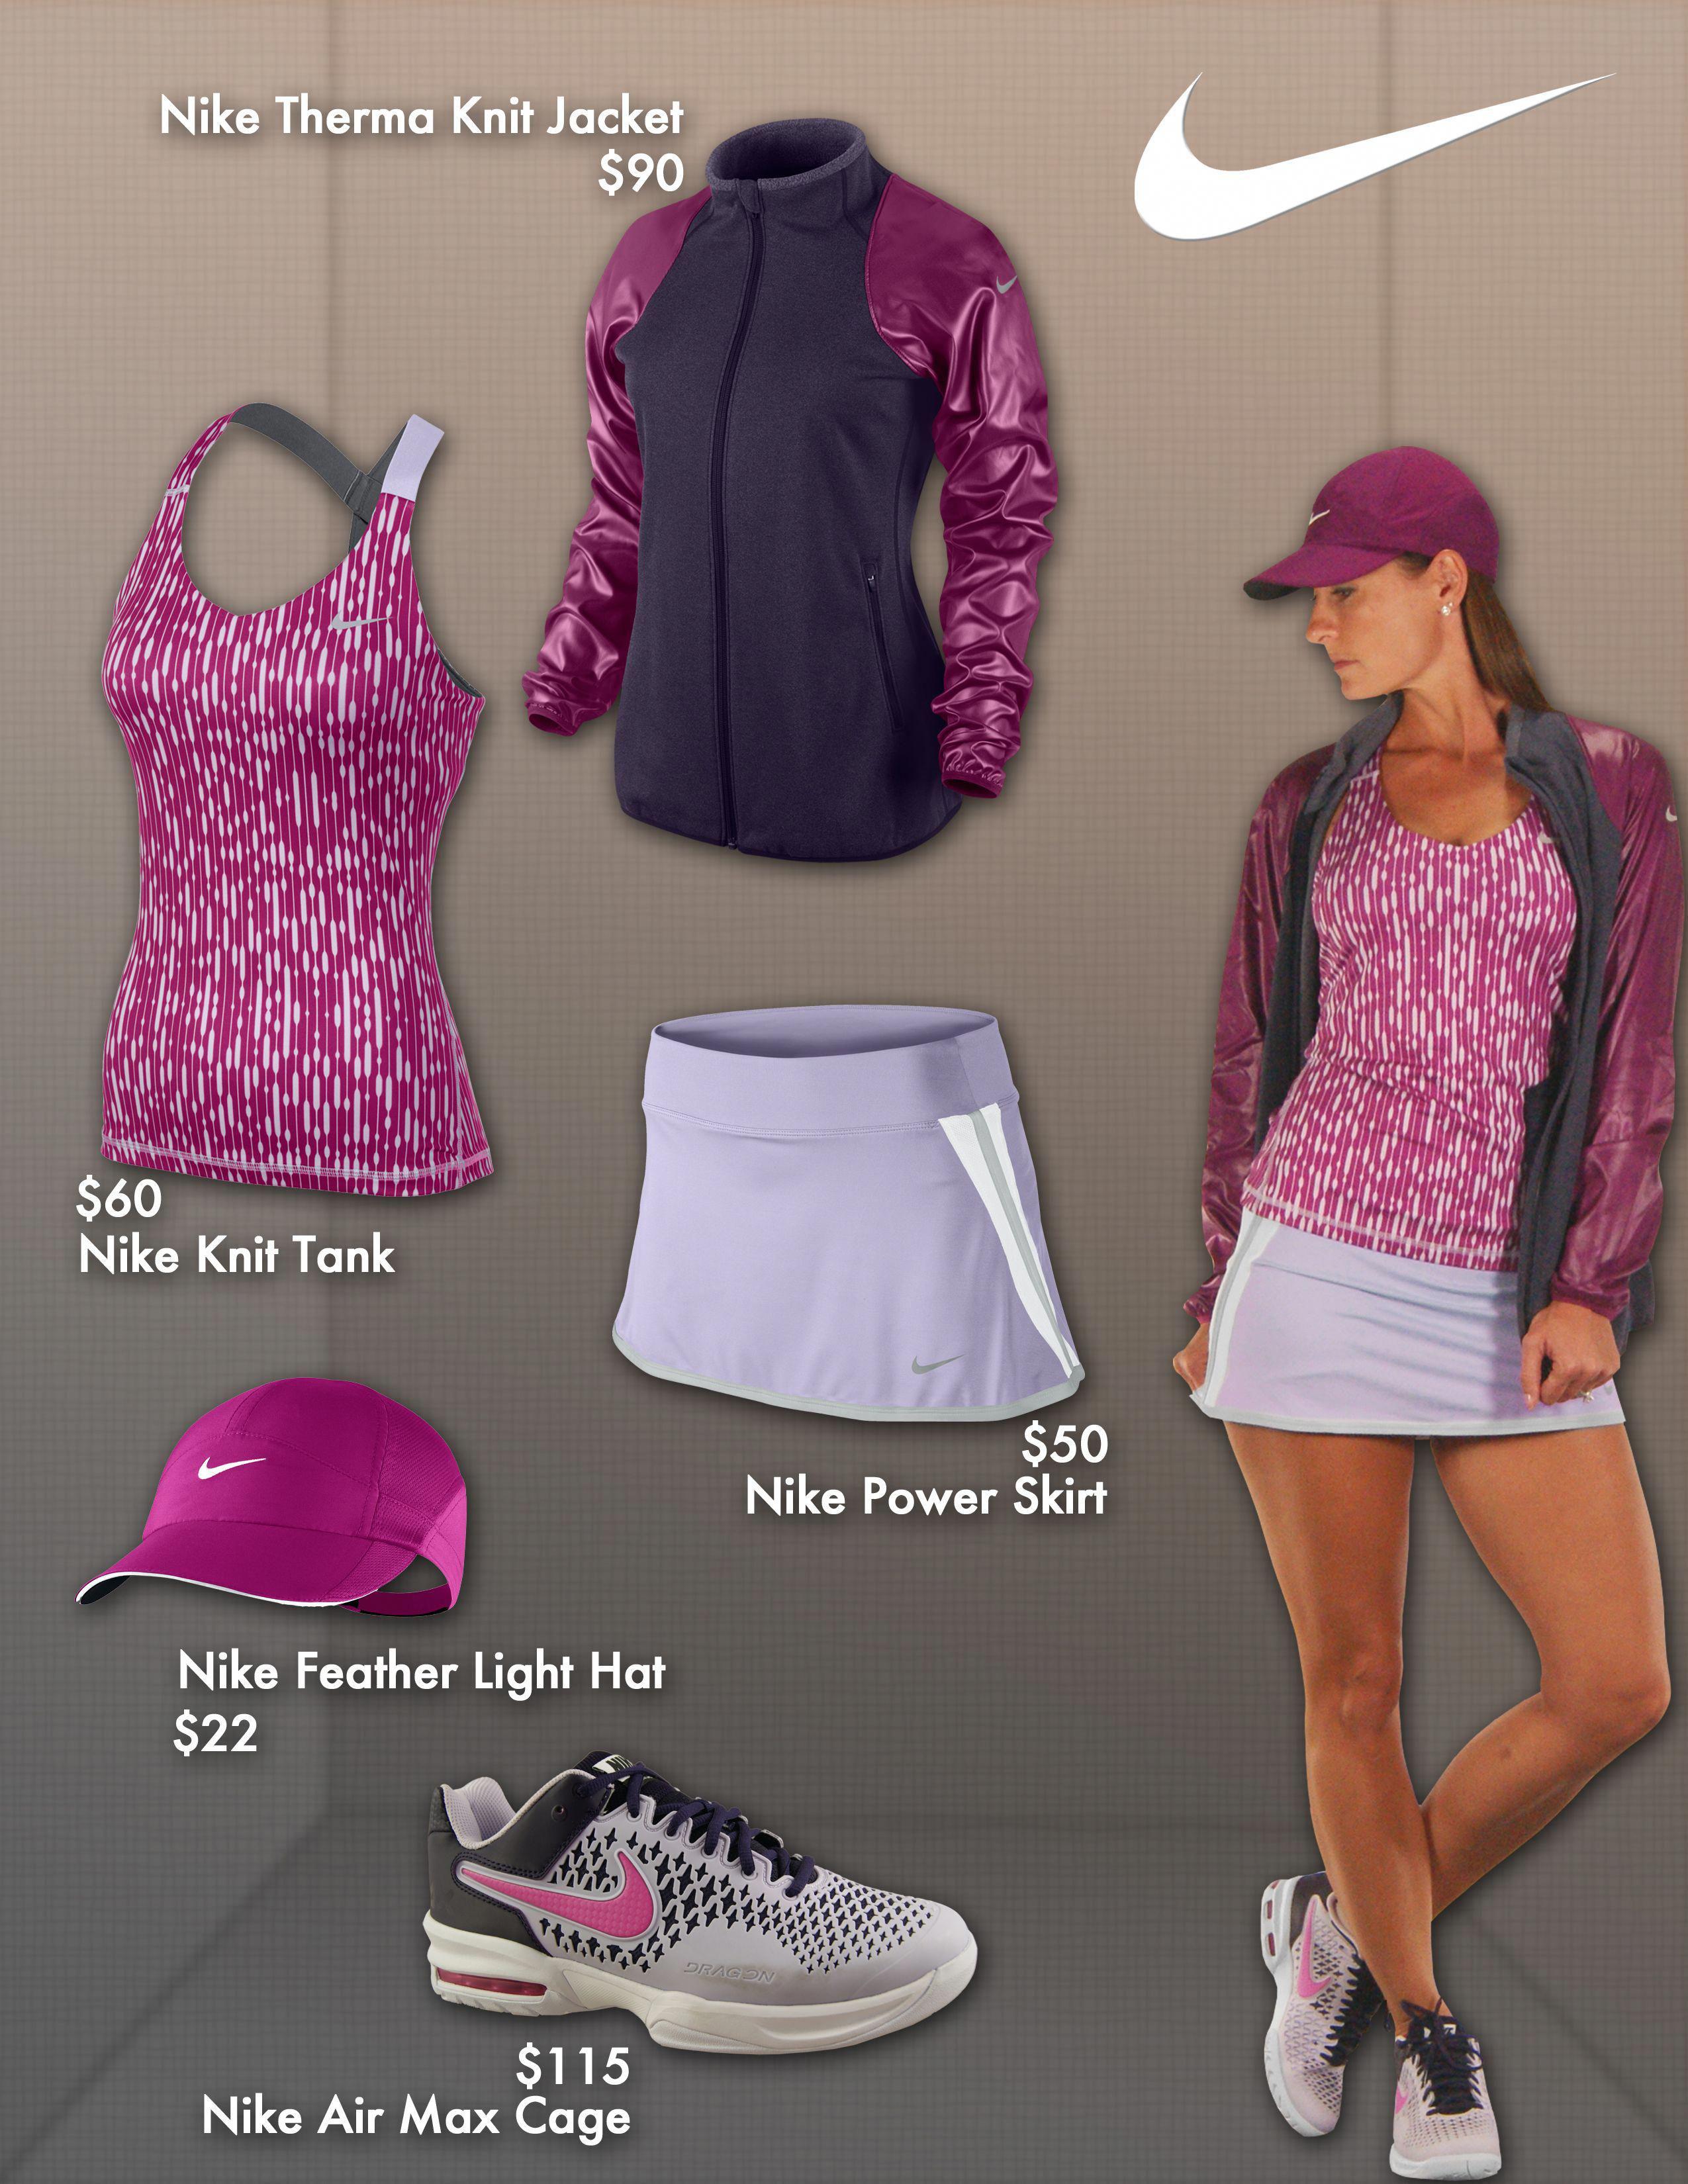 Nike Therma Knit Jacket
$90
$60
Nike Knit Tank
$50
Nike Power Skirt
Nike Feather Light Hat
$22
DRAGON
$115
Nike Air Max Cage